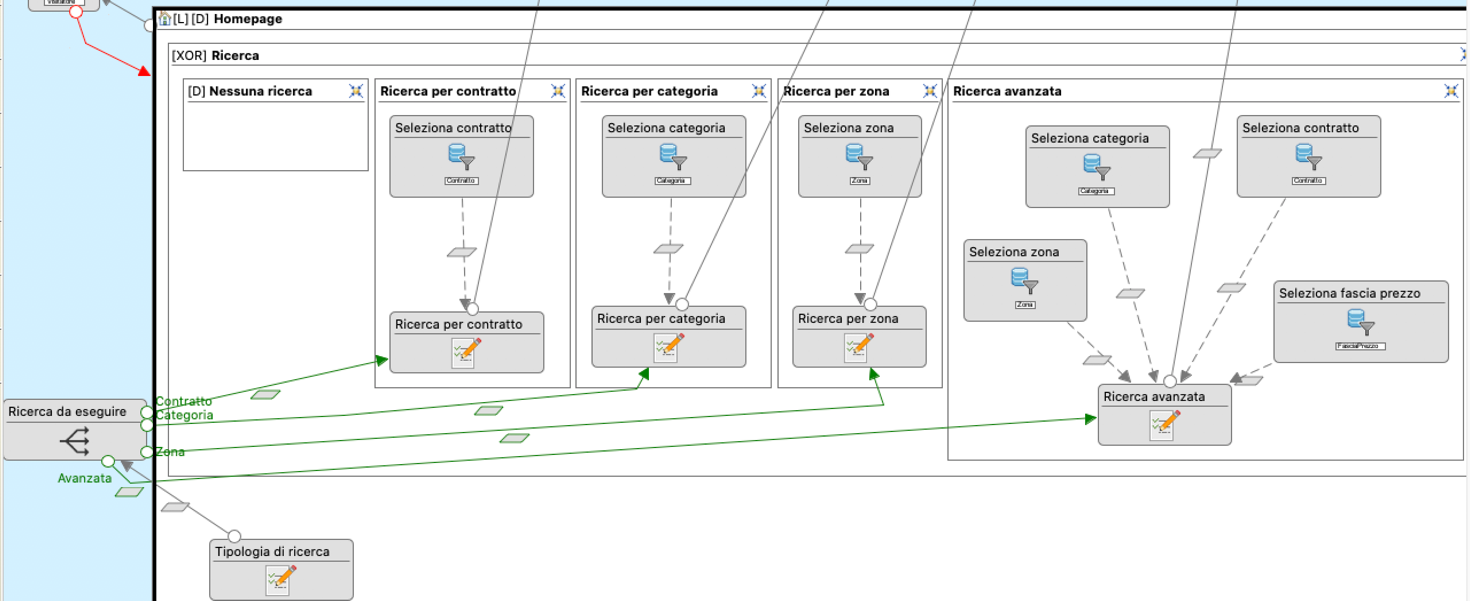 Visitatore
[L] [D] Homepage
[XOR] Ricerca
[D] Nessuna ricerca
Ricerca per contratto
Ricerca per categoria
Ricerca per zona
Ricerca avanzata
Seleziona contratto
Contratto
Seleziona categoria
Categoria
Seleziona zona
Zona
Seleziona categoria
Categoria
Seleziona contratto
Contratto
Seleziona zona
Zona
Seleziona fascia prezzo
FasciaPrezzo
Ricerca per contratto
Ricerca per categoria
Ricerca per zona
Ricerca avanzata
Ricerca da eseguire
Contratto
Categoria
Zona
Avanzata
Tipologia di ricerca